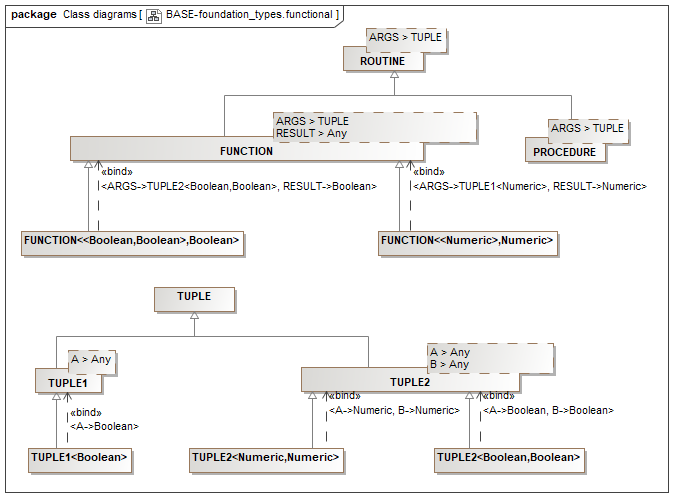 package Class diagrams [ BASE-foundation_types.functional ]
ARGS > TUPLE
ROUTINE
ARGS > TUPLE
RESULT > Any
FUNCTION
ARGS > TUPLE
PROCEDURE
«bind»
<ARGS->TUPLE2<Boolean,Boolean>, RESULT->Boolean>
«bind»
<ARGS->TUPLE1<Numeric>, RESULT->Numeric>
FUNCTION<<Boolean,Boolean>,Boolean>
FUNCTION<<Numeric>,Numeric>
TUPLE
A > Any
TUPLE1
A > Any
B > Any
TUPLE2
«bind»
<A->Boolean>
«bind»
<A->Numeric, B->Numeric>
«bind»
<A->Boolean, B->Boolean>
TUPLE1<Boolean>
TUPLE2<Numeric,Numeric>
TUPLE2<Boolean,Boolean>